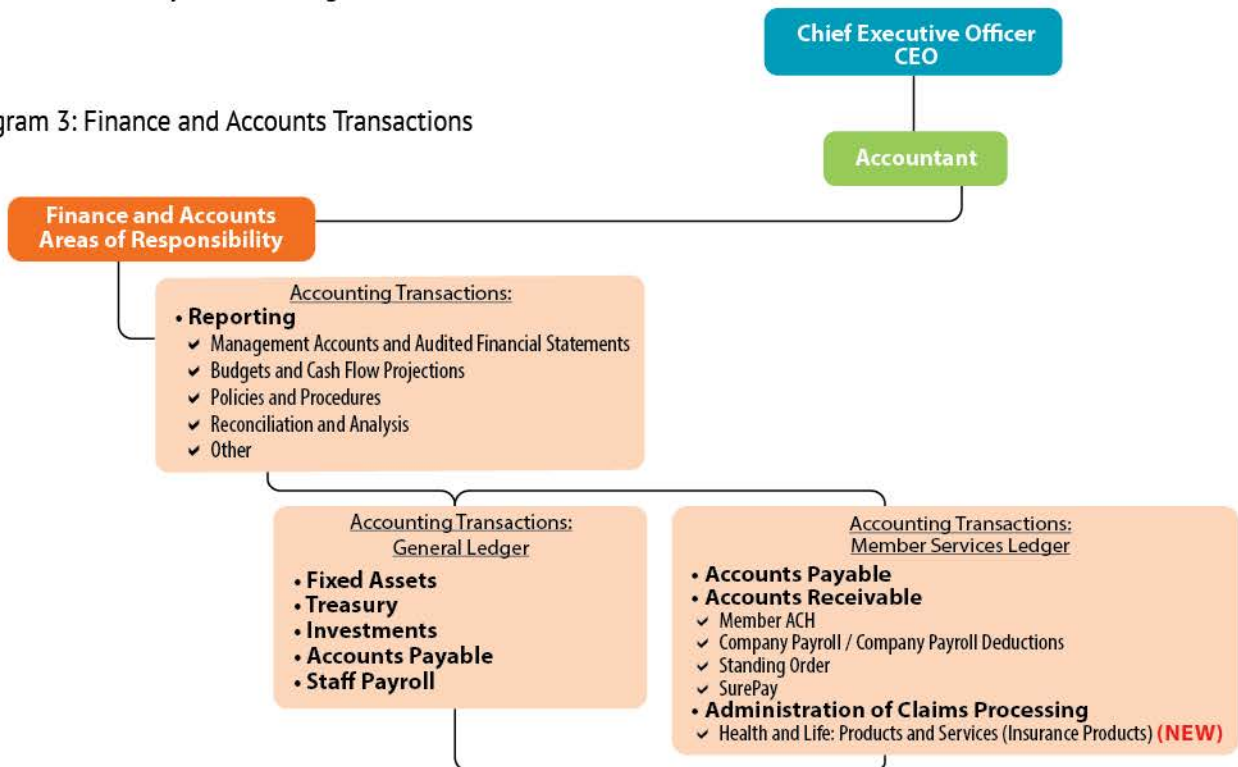 Chief Executive Officer
CEO
gram 3: Finance and Accounts Transactions
Accountant
Finance and Accounts
Areas of Responsibility
Accounting Transactions:
• Reporting
✔ Management Accounts and Audited Financial Statements
✔ Budgets and Cash Flow Projections
✔ Policies and Procedures
✔ Reconciliation and Analysis
✔ Other
Accounting Transactions:
General Ledger
• Fixed Assets
• Treasury
• Investments
• Accounts Payable
• Staff Payroll
Accounting Transactions:
Member Services Ledger
• Accounts Payable
• Accounts Receivable
✔ Member ACH
✔ Company Payroll / Company Payroll Deductions
✔ Standing Order
✔ SurePay
• Administration of Claims Processing
✔ Health and Life: Products and Services (Insurance Products) (NEW)